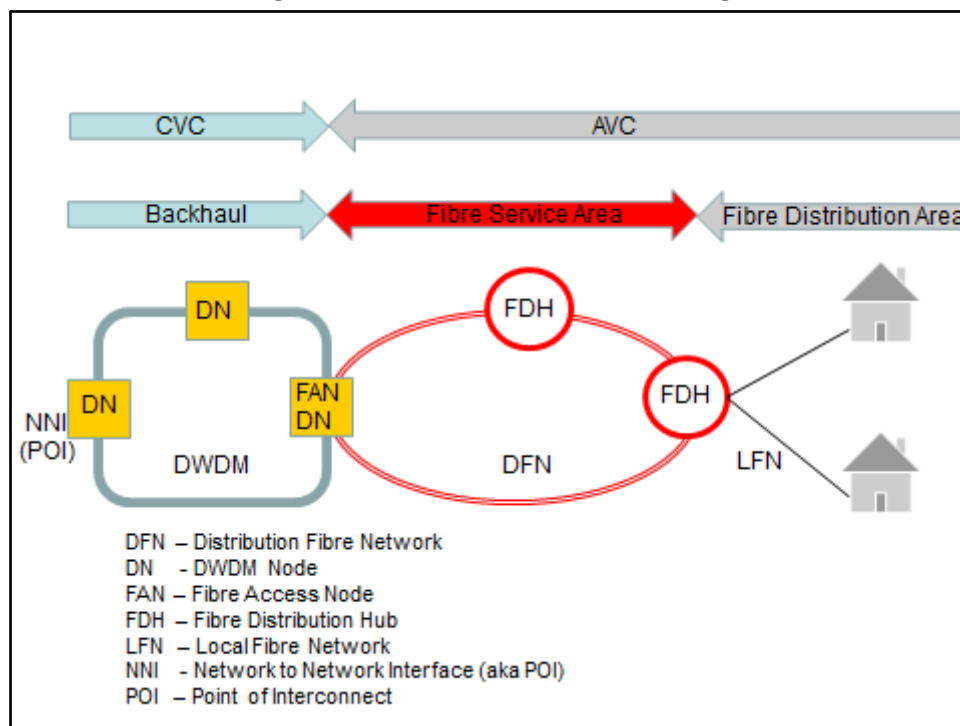 CVC
AVC
Backhaul
Fibre Service Area
Fibre Distribution Area
DN
FDH
DN
FAN
DN
FDH
NNI
(POI)
DWDM
DFN
LFN
DFN – Distribution Fibre Network
DN - DWDM Node
FAN – Fibre Access Node
FDH – Fibre Distribution Hub
LFN – Local Fibre Network
NNI - Network to Network Interface (aka POI)
POI – Point of Interconnect